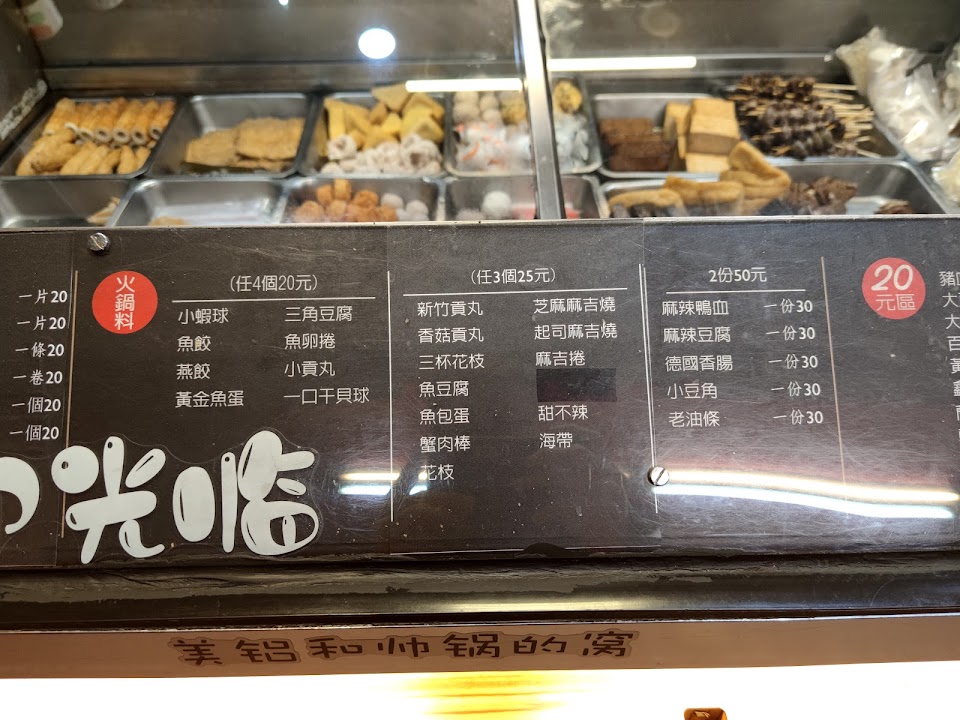 一片20
一片20
一條20
一卷20
一個20
一個20
火鍋料
(任4個20元)
小蝦球 三角豆腐
魚餃 魚卵捲
燕餃 小貢丸
黃金魚蛋 一口干貝球
(任3個25元)
新竹貢丸 芝麻麻吉燒
香菇貢丸 起司麻吉燒
三杯花枝 麻吉捲
魚豆腐
魚包蛋 甜不辣
蟹肉棒 海帶
花枝
2份50元
麻辣鴨血 一份30
麻辣豆腐 一份30
德國香腸 一份30
小豆角 一份30
老油條 一份30
20
元區
光临
美铝和帅锅的窝